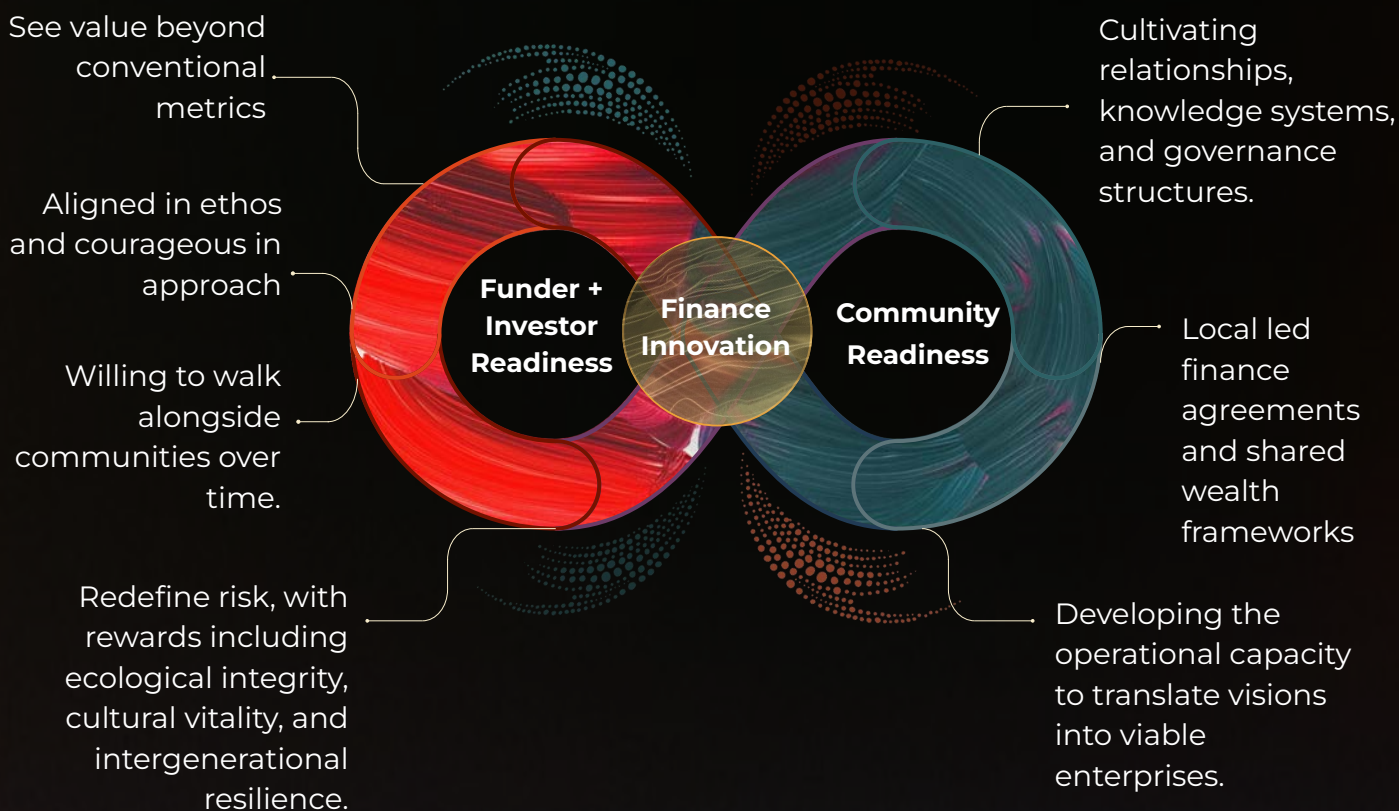 See value beyond
conventional
metrics
Aligned in ethos
and courageous in
approach
Willing to walk
alongside
communities over
time.
Redefine risk, with
rewards including
ecological integrity,
cultural vitality, and
intergenerational
resilience.
Funder +
Investor
Readiness
Finance
Innovation
Community
Readiness
Cultivating
relationships,
knowledge systems,
and governance
structures.
Local led
finance
agreements
and shared
wealth
frameworks
Developing the
operational capacity
to translate visions
into viable
enterprises.